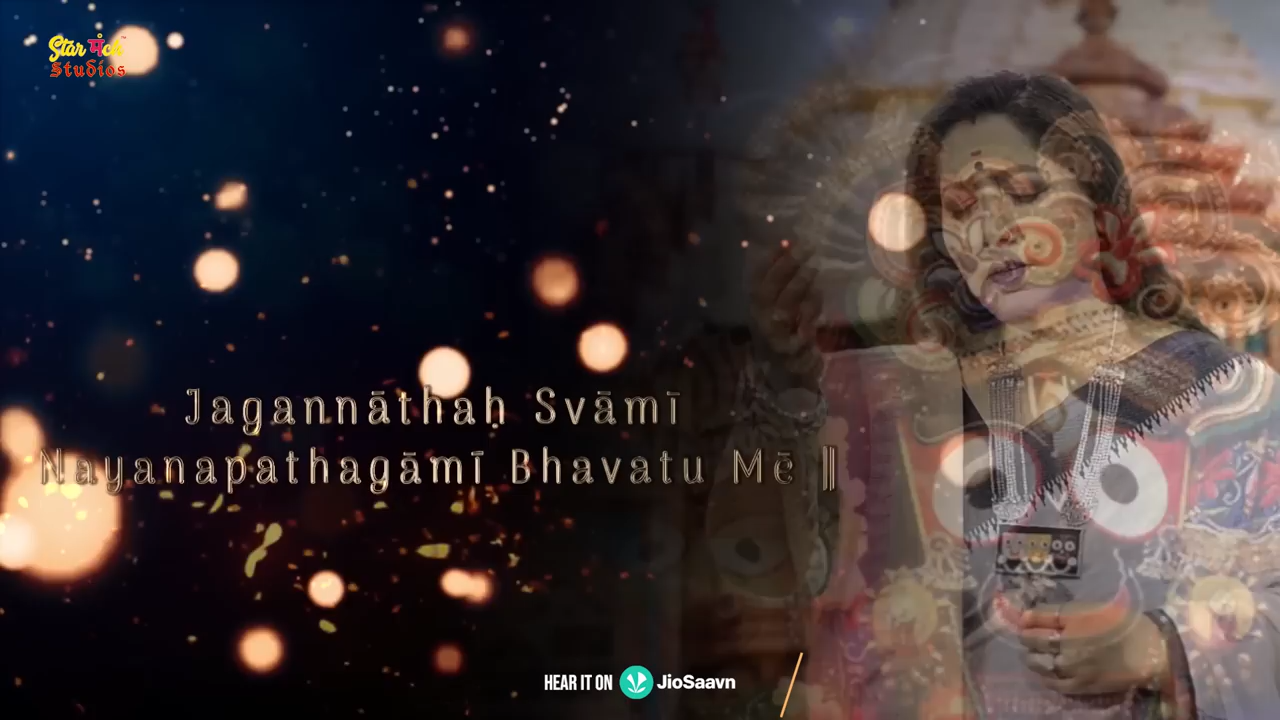 Star मंच
Studios
Jagannāthaḥ Svāmī
Nayanapathagāmī Bhavatu Mē ‖
HEAR IT ON JioSaavn